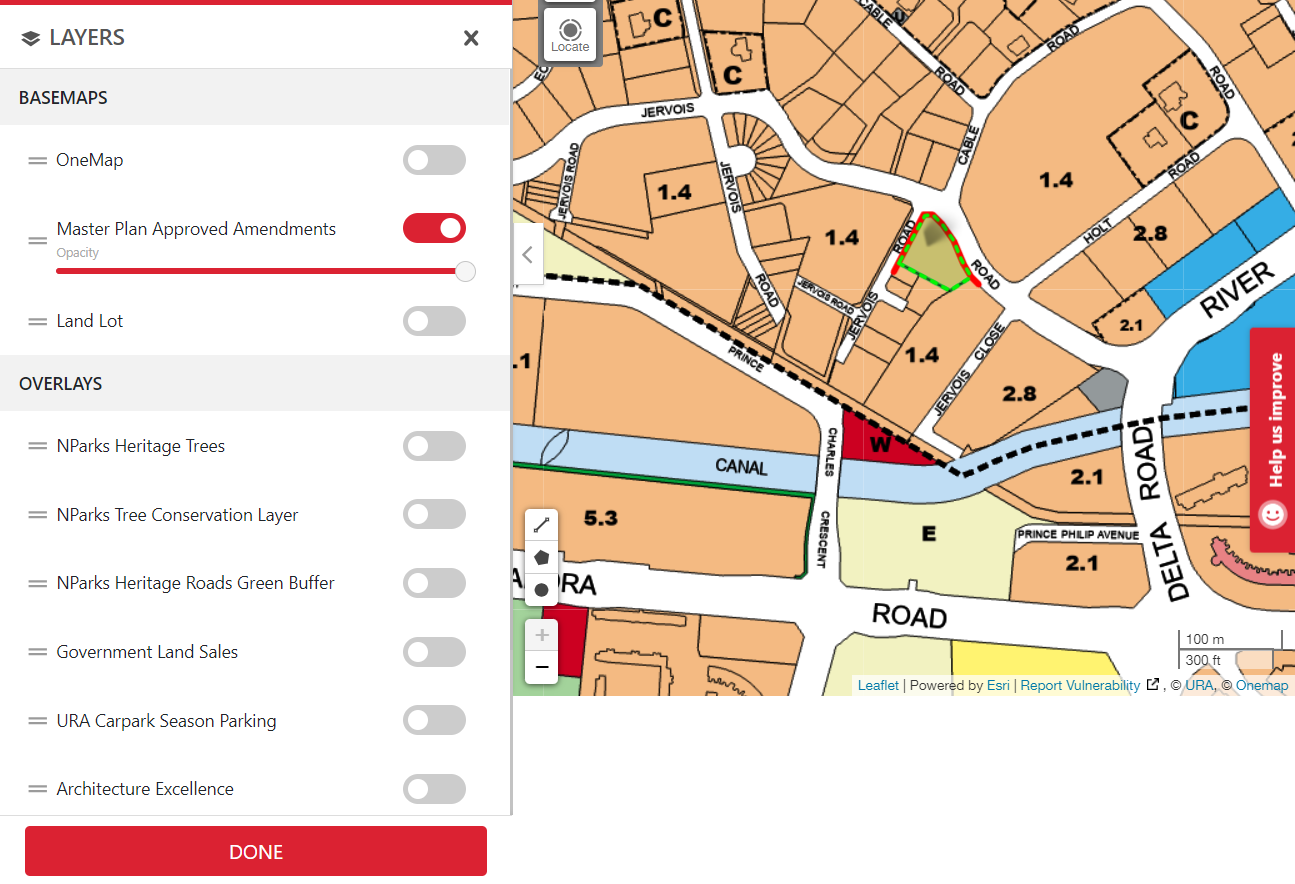 LAYERS
BASEMAPS
OneMap
Master Plan Approved Amendments
Opacity
Land Lot
OVERLAYS
NParks Heritage Trees
NParks Tree Conservation Layer
NParks Heritage Roads Green Buffer
Government Land Sales
URA Carpark Season Parking
Architecture Excellence
DONE
Locate
C
C
CABLE
ROAD
ROAD
ROAD
C
JERVOIS
CABLE
JERVOIS ROAD
JERVOIS
ROAD
1.4
1.4
1.4
ROAD
JERVOIS
JERVOIS ROAD
ROAD
HOLT
ROAD
2.8
RIVER
2.1
1.4
JERVOIS CLOSE
2.8
PRINCE
CHARLES
CRESCENT
W
CANAL
5.3
E
2.1
PRINCE PHILIP AVENUE
2.1
DELTA ROAD
ROAD
Help us improve
+
−
100 m
300 ft
Leaflet | Powered by Esri | Report Vulnerability , © URA, © Onemap